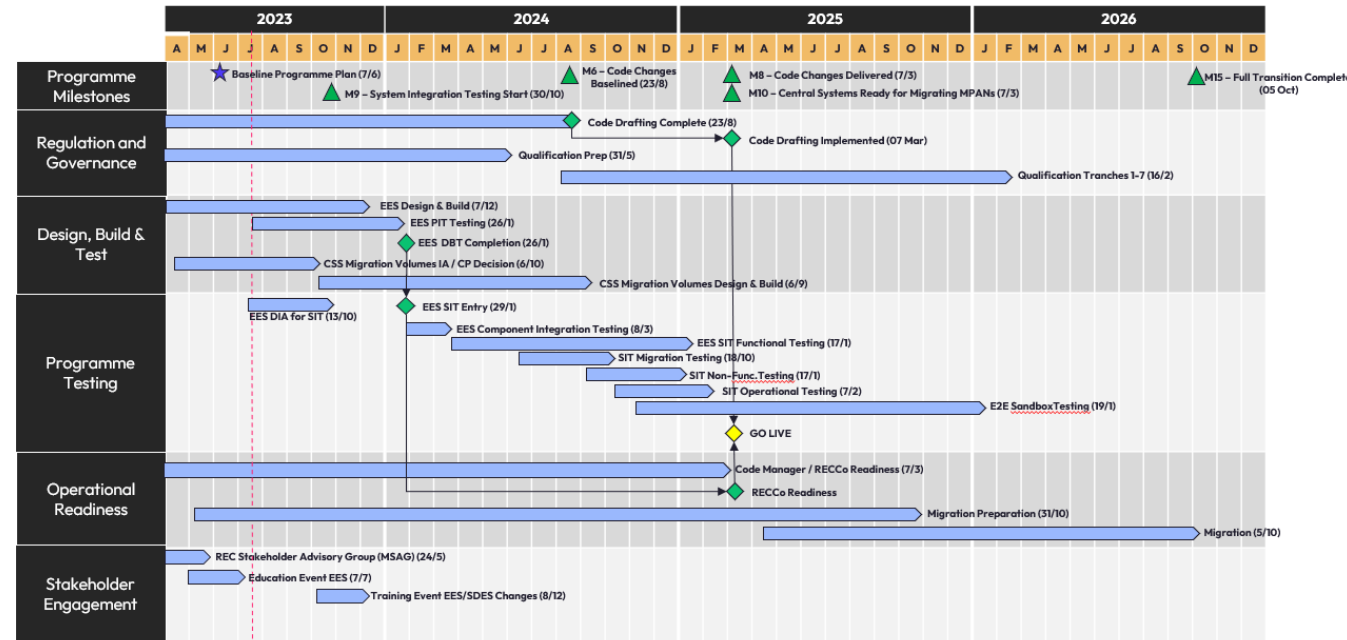 2023 2024 2025 2026
A M J J A S O N D J F M A M J J A S O N D J F M A M J J A S O N D J F M A M J J A S O N D
Programme
Milestones
Baseline Programme Plan (7/6)
M9 – System Integration Testing Start (30/10)
M6 – Code Changes
Baselined (23/8)
M8 – Code Changes Delivered (7/3)
M10 – Central Systems Ready for Migrating MPANs (7/3)
M15 – Full Transition Complete
(05 Oct)
Regulation and
Governance
Code Drafting Complete (23/8)
Code Drafting Implemented (07 Mar)
Qualification Prep (31/5)
Qualification Tranches 1-7 (16/2)
Design, Build &
Test
EES Design & Build (7/12)
EES PIT Testing (26/1)
EES DBT Completion (26/1)
CSS Migration Volumes IA / CP Decision (6/10)
CSS Migration Volumes Design & Build (6/9)
Programme
Testing
EES DIA for SIT (13/10)
EES SIT Entry (29/1)
EES Component Integration Testing (8/3)
EES SIT Functional Testing (17/1)
SIT Migration Testing (18/10)
SIT Non-Func.Testing (17/1)
SIT Operational Testing (7/2)
E2E SandboxTesting (19/1)
GO LIVE
Operational
Readiness
Code Manager / RECCo Readiness (7/3)
RECCo Readiness
Migration Preparation (31/10)
Migration (5/10)
Stakeholder
Engagement
REC Stakeholder Advisory Group (MSAG) (24/5)
Education Event EES (7/7)
Training Event EES/SDES Changes (8/12)